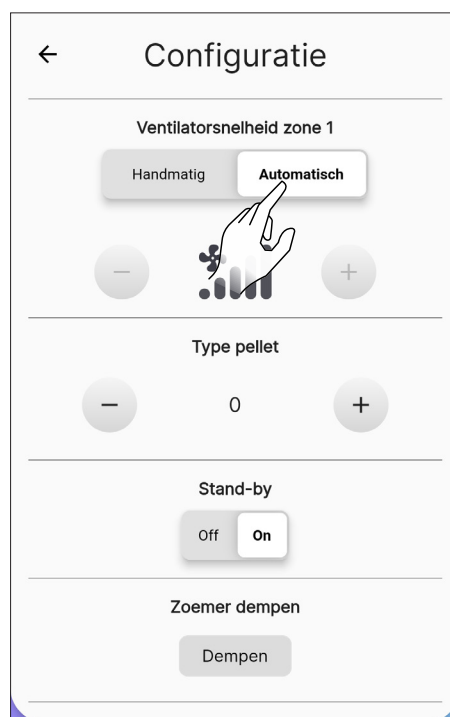 Configuratie
Ventilatorsnelheid zone 1
Handmatig Automatisch
Type pellet
0
Stand-by
Off On
Zoemer dempen
Dempen